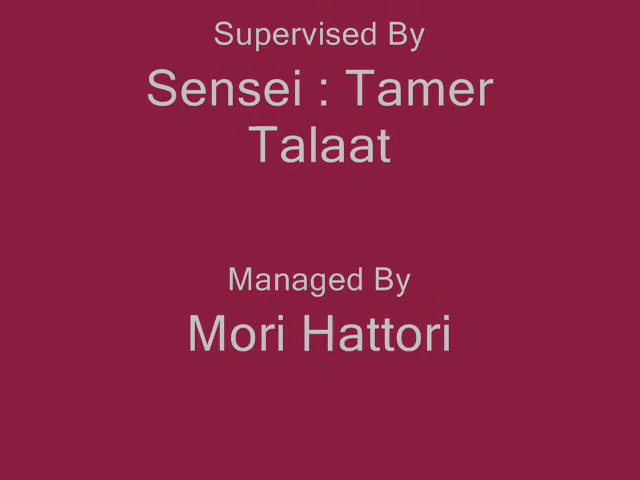 Supervised By
Sensei : Tamer
Talaat
Managed By
Mori Hattori